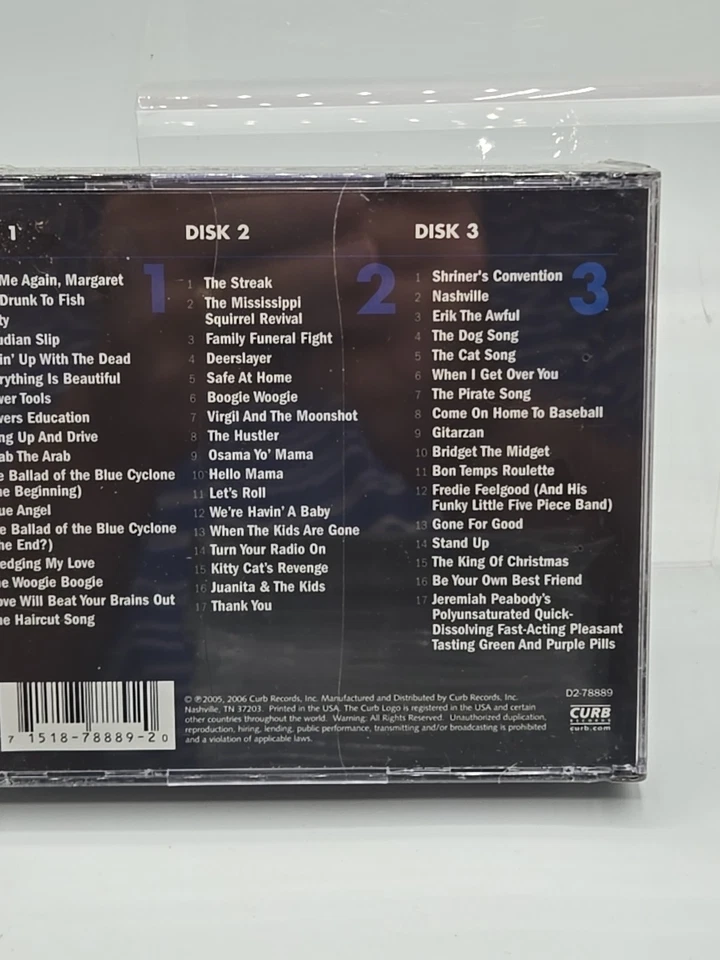 1
Me Again, Margaret
Drunk To Fish
ty
udian Slip
in' Up With The Dead
rything Is Beautiful
wer Tools
vers Education
ng Up And Drive
ab The Arab
e Ballad of the Blue Cyclone
e Beginning)
ue Angel
e Ballad of the Blue Cyclone
he End?)
edging My Love
e Woogie Boogie
ove Will Beat Your Brains Out
e Haircut Song
1
DISK 2
1 The Streak
2 The Mississippi
Squirrel Revival
3 Family Funeral Fight
4 Deerslayer
5 Safe At Home
6 Boogie Woogie
7 Virgil And The Moonshot
8 The Hustler
9 Osama Yo' Mama
10 Hello Mama
11 Let's Roll
12 We're Havin' A Baby
13 When The Kids Are Gone
14 Turn Your Radio On
15 Kitty Cat's Revenge
16 Juanita & The Kids
17 Thank You
2
DISK 3
1 Shriner's Convention
2 Nashville
3 Erik The Awful
4 The Dog Song
5 The Cat Song
6 When I Get Over You
7 The Pirate Song
8 Come On Home To Baseball
9 Gitarzan
10 Bridget The Midget
11 Bon Temps Roulette
12 Fredie Feelgood (And His
Funky Little Five Piece Band)
13 Gone For Good
14 Stand Up
15 The King Of Christmas
16 Be Your Own Best Friend
17 Jeremiah Peabody's
Polyunsaturated Quick-
Dissolving Fast-Acting Pleasant
Tasting Green And Purple Pills
3
7 1518-78889-2 0
© ℗2005, 2006 Curb Records, Inc. Manufactured and Distributed by Curb Records, Inc.
Nashville, TN 37203. Printed in the USA. The Curb Logo is registered in the USA and certain
other countries throughout the world. Warning: All Rights Reserved. Unauthorized duplication,
reproduction, hiring, lending, public performance, transmitting and/or broadcasting is prohibited
and a violation of applicable laws.
D2-78889
CURB
RECORDS
curb.com